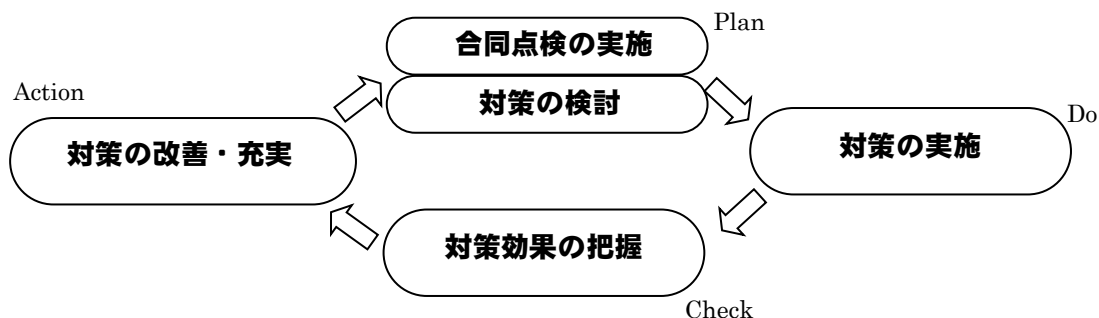 合同点検の実施
Plan
対策の検討
Action
Do
対策の改善・充実
対策の実施
対策効果の把握
Check